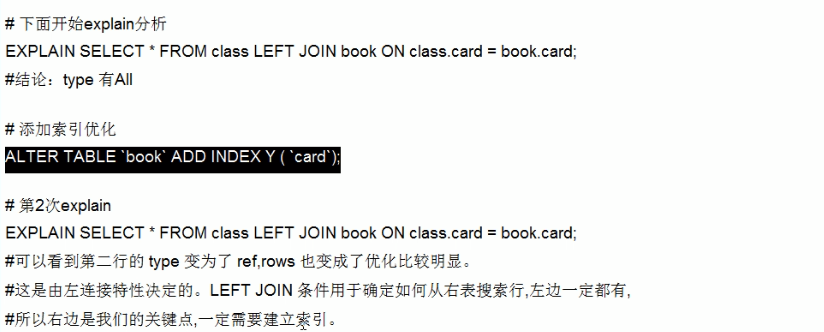 # 下面开始explain分析
EXPLAIN SELECT * FROM class LEFT JOIN book ON class.card = book.card;
#结论：type 有All
# 添加索引优化
ALTER TABLE `book` ADD INDEX Y ( `card`);
# 第2次explain
EXPLAIN SELECT * FROM class LEFT JOIN book ON class.card = book.card;
#可以看到第二行的 type 变为了 ref,rows 也变成了优化比较明显。
#这是由左连接特性决定的。LEFT JOIN 条件用于确定如何从右表搜索行,左边一定都有,
#所以右边是我们的关键点,一定需要建立索引。